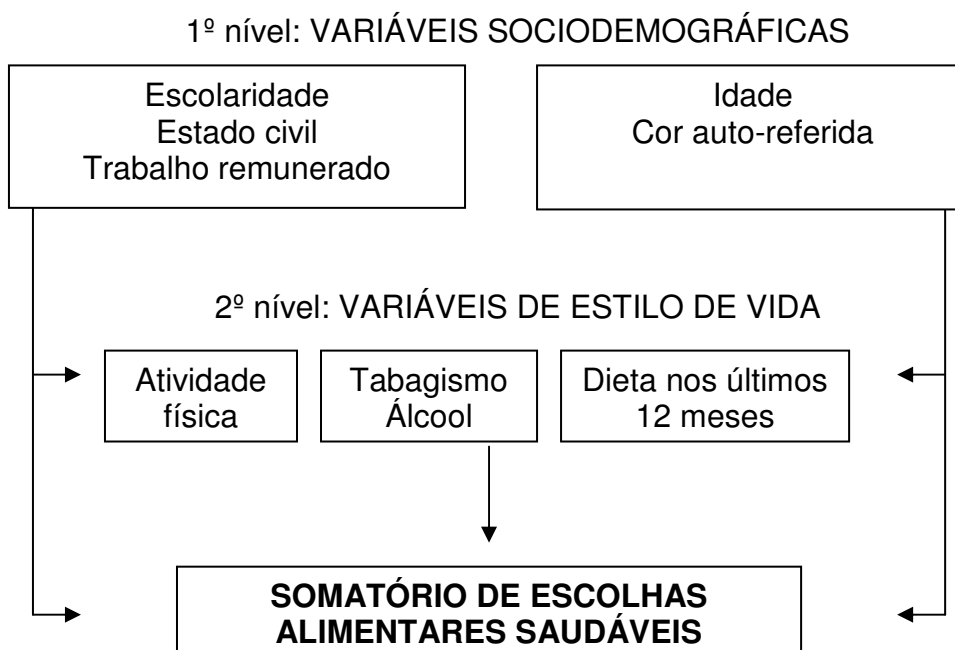 1º nível: VARIÁVEIS SOCIODEMOGRÁFICAS
Escolaridade
Estado civil
Trabalho remunerado
Idade
Cor auto-referida
2º nível: VARIÁVEIS DE ESTILO DE VIDA
Atividade
física
Tabagismo
Álcool
Dieta nos últimos
12 meses
SOMATÓRIO DE ESCOLHAS
ALIMENTARES SAUDÁVEIS